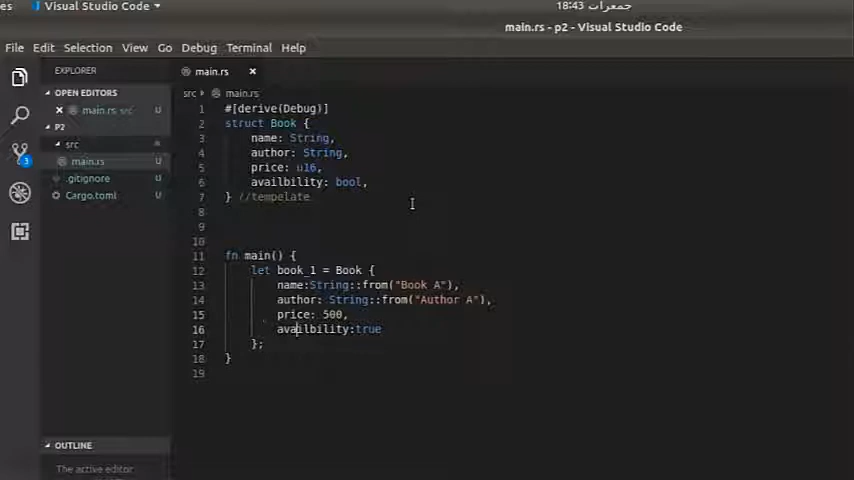 es Visual Studio Code
جمعرات 18:43
main.rs - p2 - Visual Studio Code
File Edit Selection View Go Debug Terminal Help
EXPLORER
main.rs ×
OPEN EDITORS
× main.rs src U
P2
src
main.rs U
.gitignore U
Cargo.toml U
3
src main.rs
1 #[derive(Debug)]
2 struct Book {
3 name: String,
4 author: String,
5 price: u16,
6 availbility: bool,
7 } //tempelate
8
9
10
11 fn main() {
12 let book_1 = Book {
13 name:String::from("Book A"),
14 author: String::from("Author A"),
15 price: 500,
16 availbility:true
17 };
18 }
19
OUTLINE
The active editor